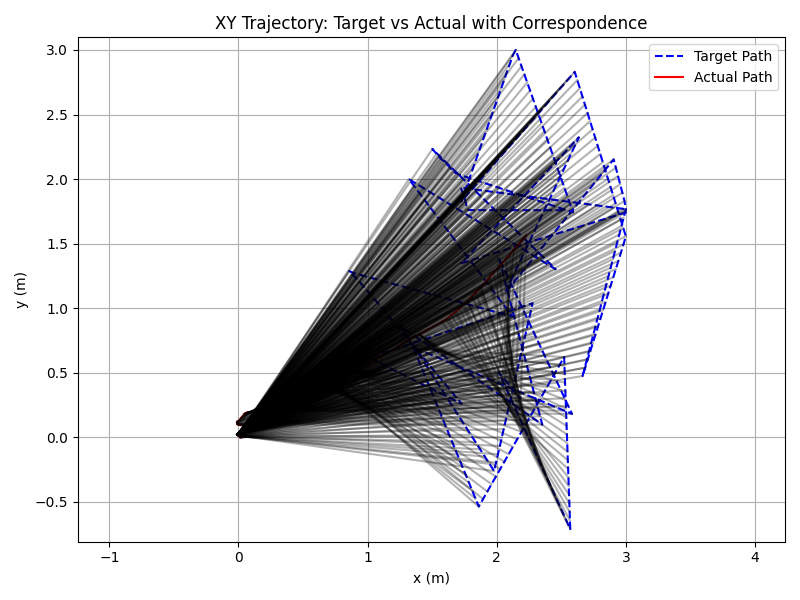 XY Trajectory: Target vs Actual with Correspondence
Target Path
Actual Path
y (m)
3.0
2.5
2.0
1.5
1.0
0.5
0.0
−0.5
−1
0
1
2
3
4
x (m)